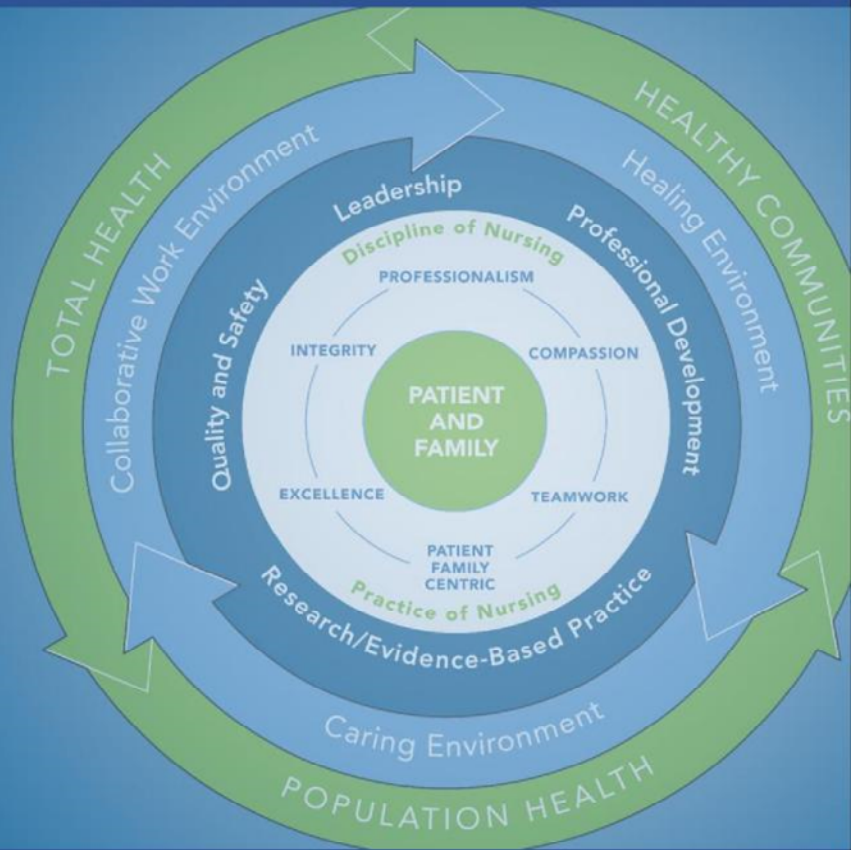 TOTAL HEALTH
HEALTHY COMMUNITIES
POPULATION HEALTH
Collaborative Work Environment
Healing Environment
Caring Environment
Leadership
Professional Development
Quality and Safety
Research/Evidence-Based Practice
Discipline of Nursing
PROFESSIONALISM
INTEGRITY
COMPASSION
PATIENT
AND
FAMILY
EXCELLENCE
TEAMWORK
PATIENT
FAMILY
CENTRIC
Practice of Nursing